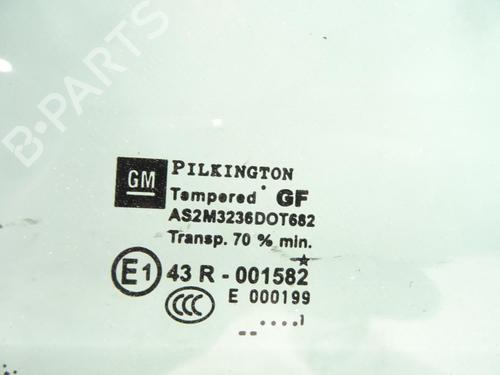 B-PARTS
GM PILKINGTON
Tempered GF
AS2M3236DOT682
Transp. 70 % min.
E1 43 R - 001582
CCC E 000199